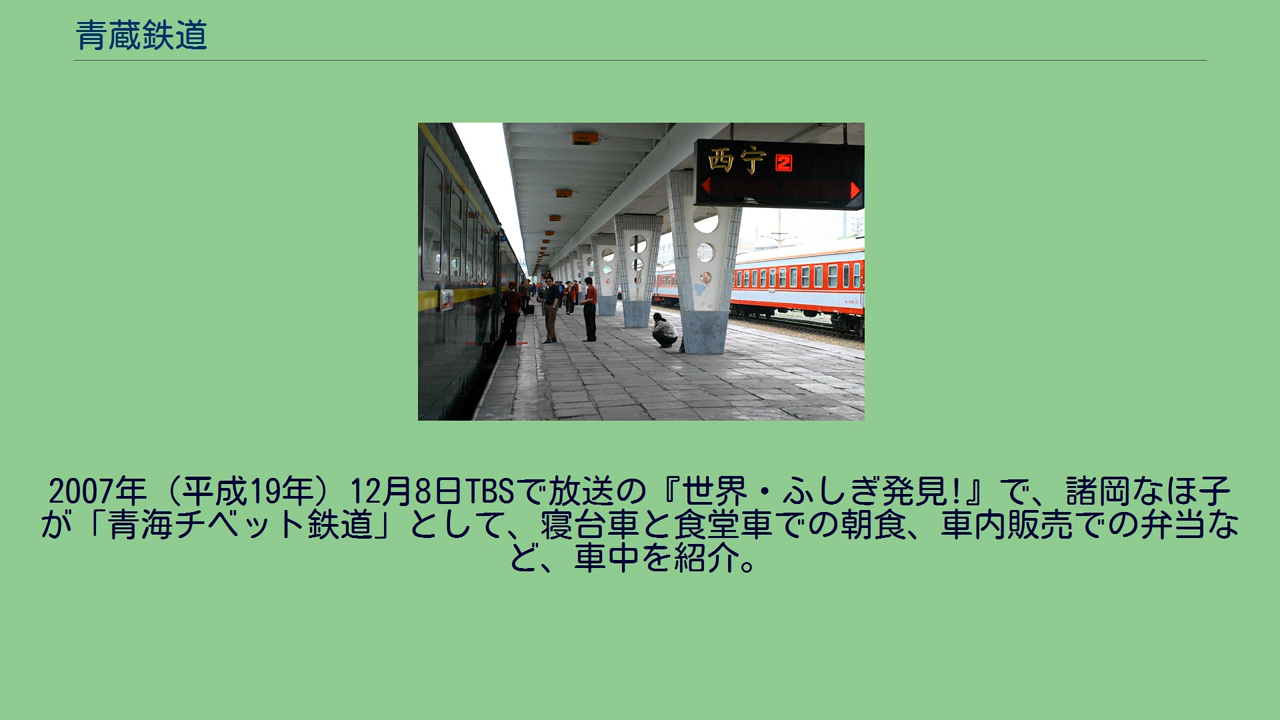 青蔵鉄道
西宁 2
2007年（平成19年）12月8日TBSで放送の『世界・ふしぎ発見!』で、諸岡なほ子
が「青海チベット鉄道」として、寝台車と食堂車での朝食、車内販売での弁当な
ど、車中を紹介。